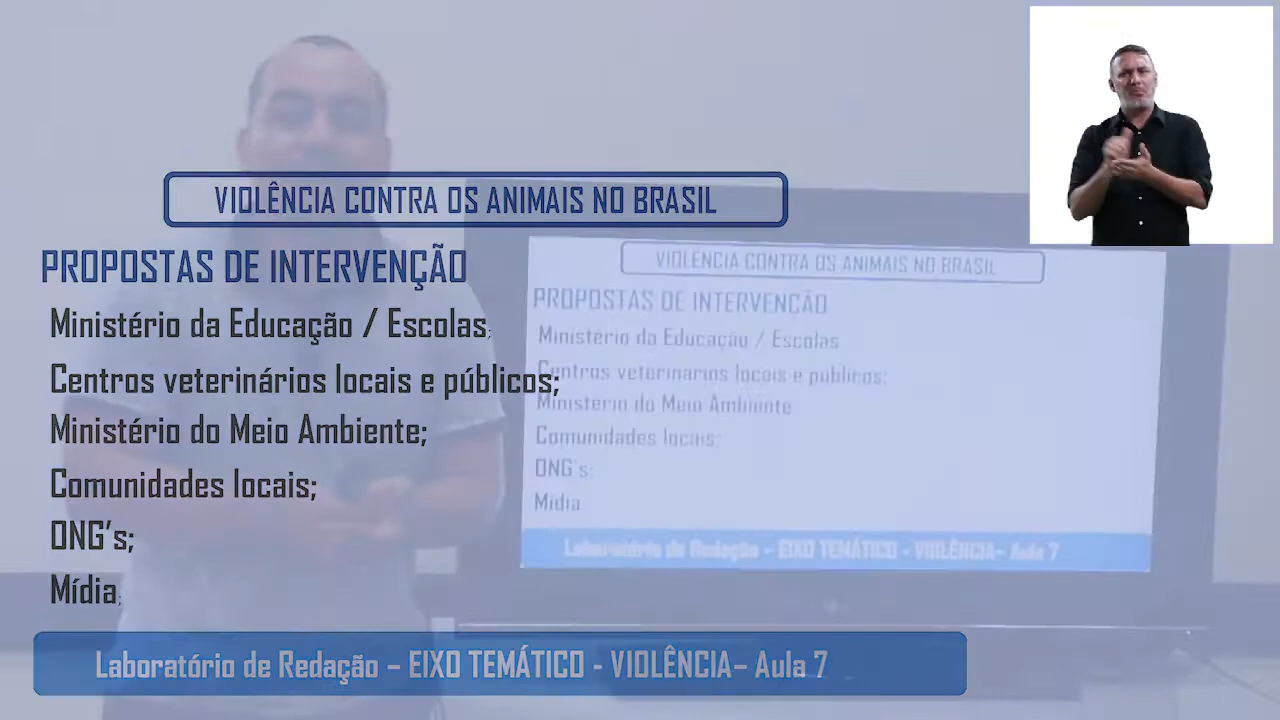 VIOLÊNCIA CONTRA OS ANIMAIS NO BRASIL
PROPOSTAS DE INTERVENÇÃO
Ministério da Educação / Escolas;
Centros veterinários locais e públicos;
Ministério do Meio Ambiente;
Comunidades locais;
ONG's;
Mídia;
Laboratório de Redação – EIXO TEMÁTICO - VIOLÊNCIA– Aula 7
VIOLÊNCIA CONTRA OS ANIMAIS NO BRASIL
PROPOSTAS DE INTERVENÇÃO
Ministério da Educação / Escolas
Centros veterinários locais e públicos;
Ministério do Meio Ambiente
Comunidades locais;
ONG's;
Mídia
Laboratório de Redação – EIXO TEMÁTICO - VIOLÊNCIA– Aula 7